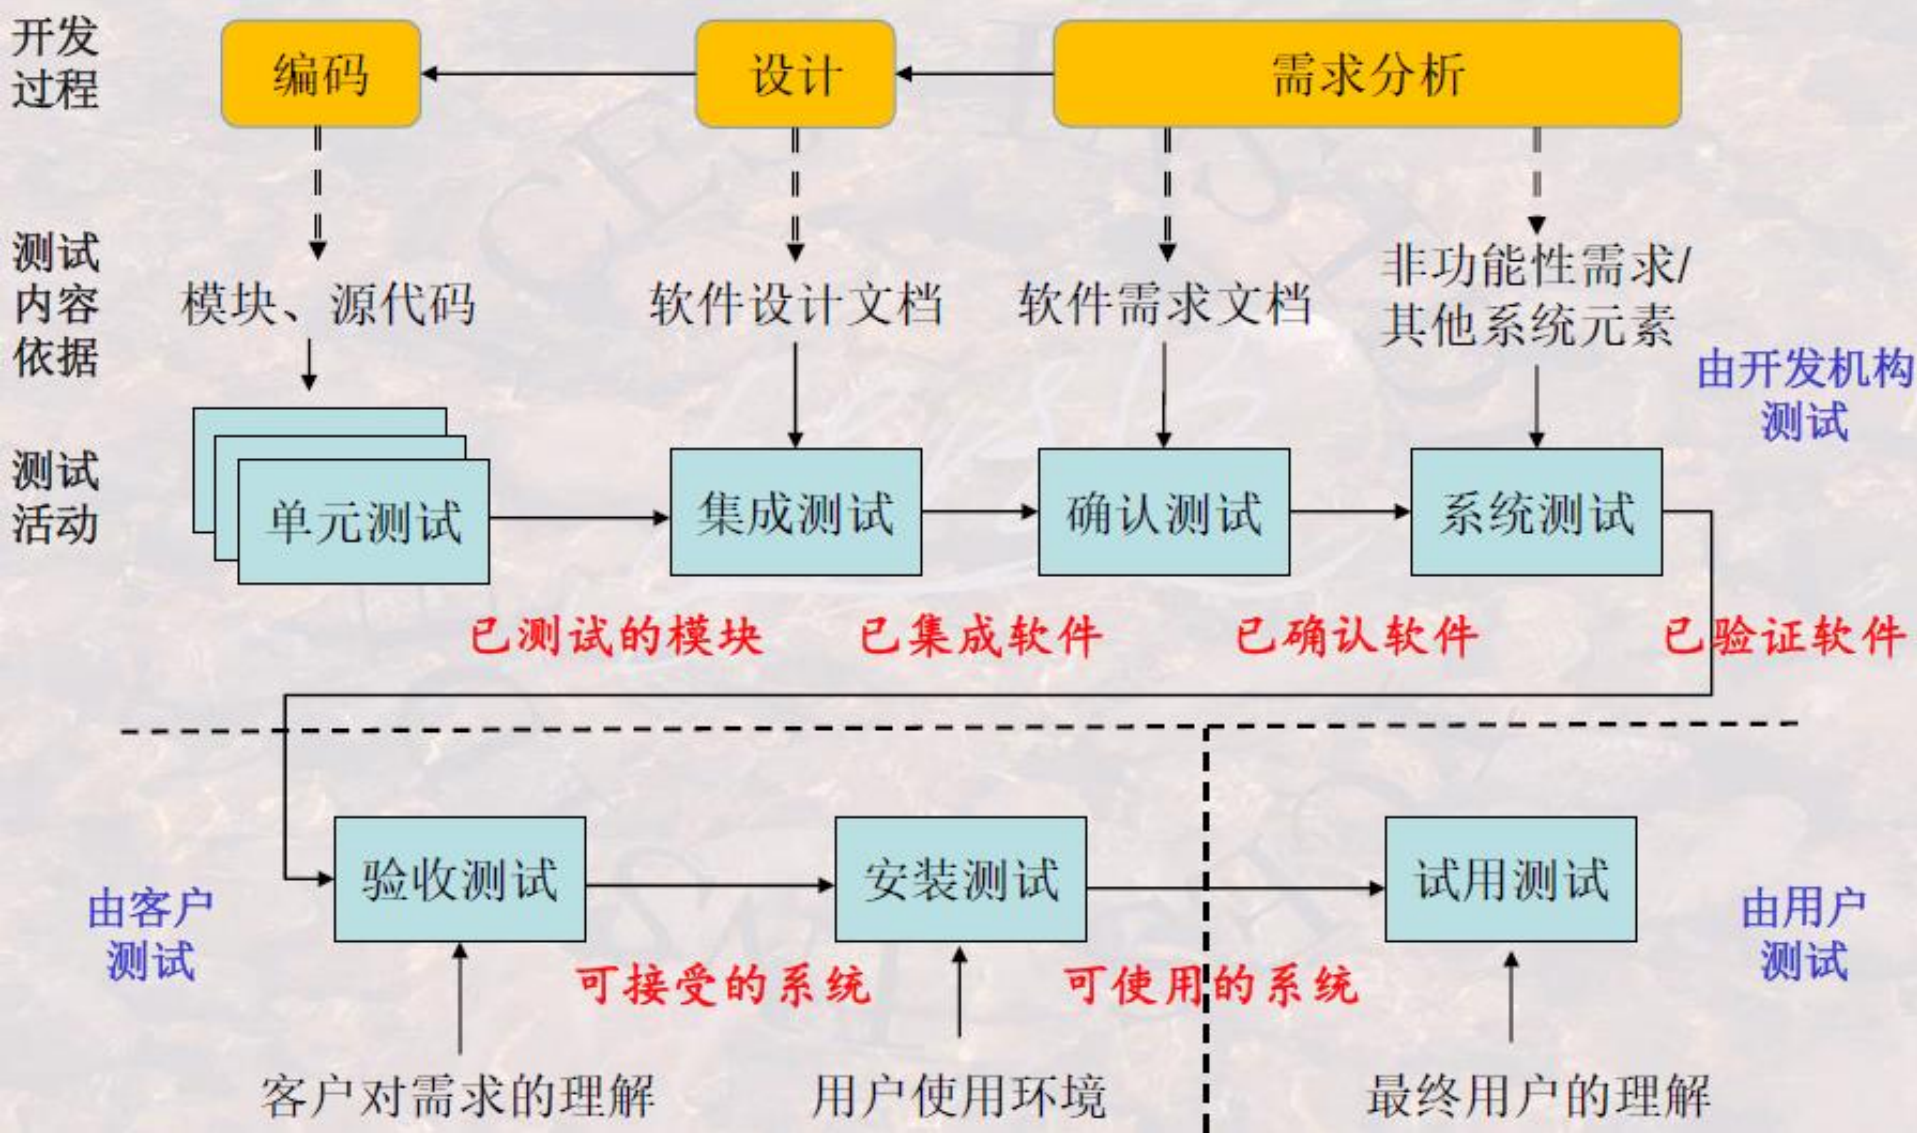 开发
过程
编码
设计
需求分析
测试
内容
依据
模块、源代码
软件设计文档
软件需求文档
非功能性需求/
其他系统元素
由开发机构
测试
测试
活动
单元测试
集成测试
确认测试
系统测试
已测试的模块
已集成软件
已确认软件
已验证软件
由客户
测试
验收测试
安装测试
试用测试
由用户
测试
可接受的系统
可使用的系统
客户对需求的理解
用户使用环境
最终用户的理解